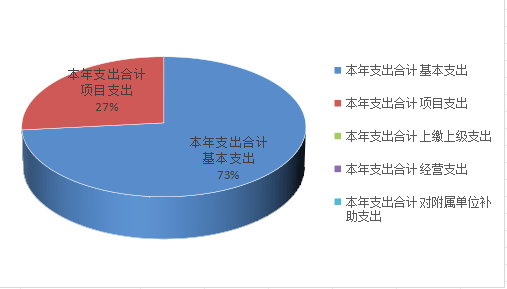 本年支出合计
项目支出
27%
本年支出合计
基本支出
73%
本年支出合计 基本支出
本年支出合计 项目支出
本年支出合计 上缴上级支出
本年支出合计 经营支出
本年支出合计 对附属单位补
助支出